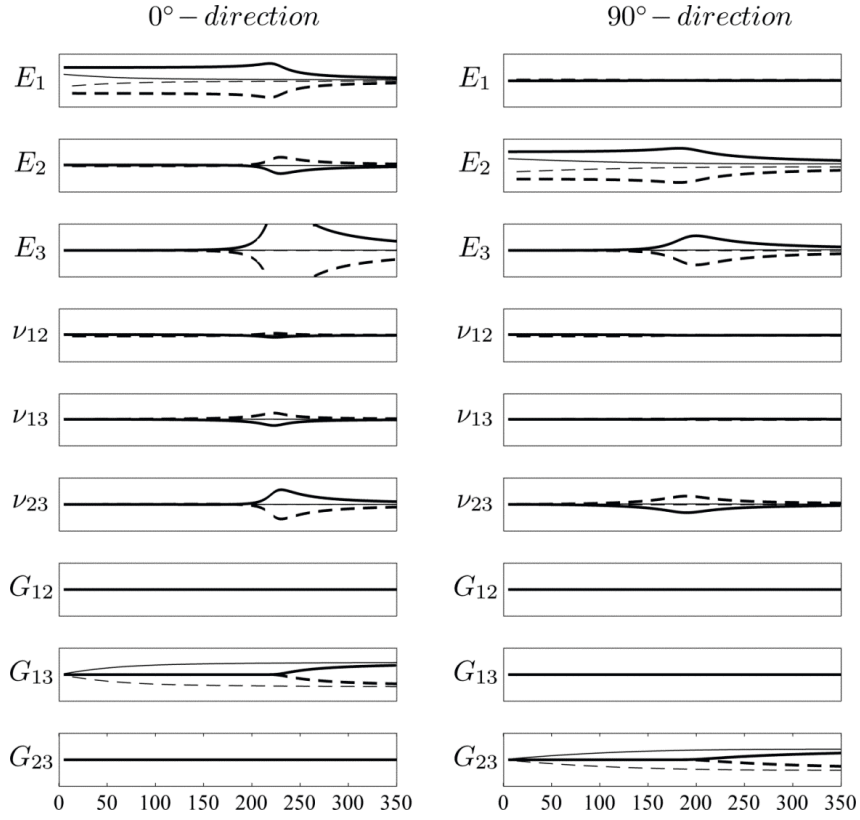 0° – direction 90° – direction
E₁ E₁
E₂ E₂
E₃ E₃
ν₁₂ ν₁₂
ν₁₃ ν₁₃
ν₂₃ ν₂₃
G₁₂ G₁₂
G₁₃ G₁₃
G₂₃ G₂₃
0 50 100 150 200 250 300 350 0 50 100 150 200 250 300 350